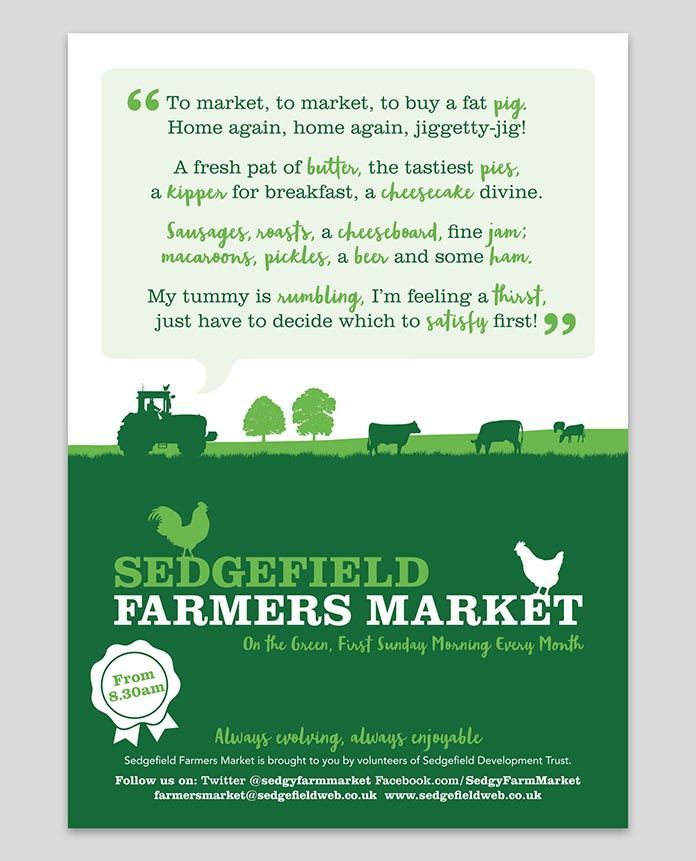 “ To market, to market, to buy a fat pig.
Home again, home again, jiggetty-jig!
A fresh pat of butter, the tastiest pies,
a kipper for breakfast, a cheesecake divine.
Sausages, roasts, a cheeseboard, fine jam;
macaroons, pickles, a beer and some ham.
My tummy is rumbling, I’m feeling a thirst,
just have to decide which to satisfy first! ”
SEDGEFIELD
FARMERS MARKET
On the Green, First Sunday Morning Every Month
From
8.30am
Always evolving, always enjoyable
Sedgefield Farmers Market is brought to you by volunteers of Sedgefield Development Trust.
Follow us on: Twitter @sedgyfarmmarket Facebook.com/SedgyFarmMarket
farmersmarket@sedgefieldweb.co.uk www.sedgefieldweb.co.uk